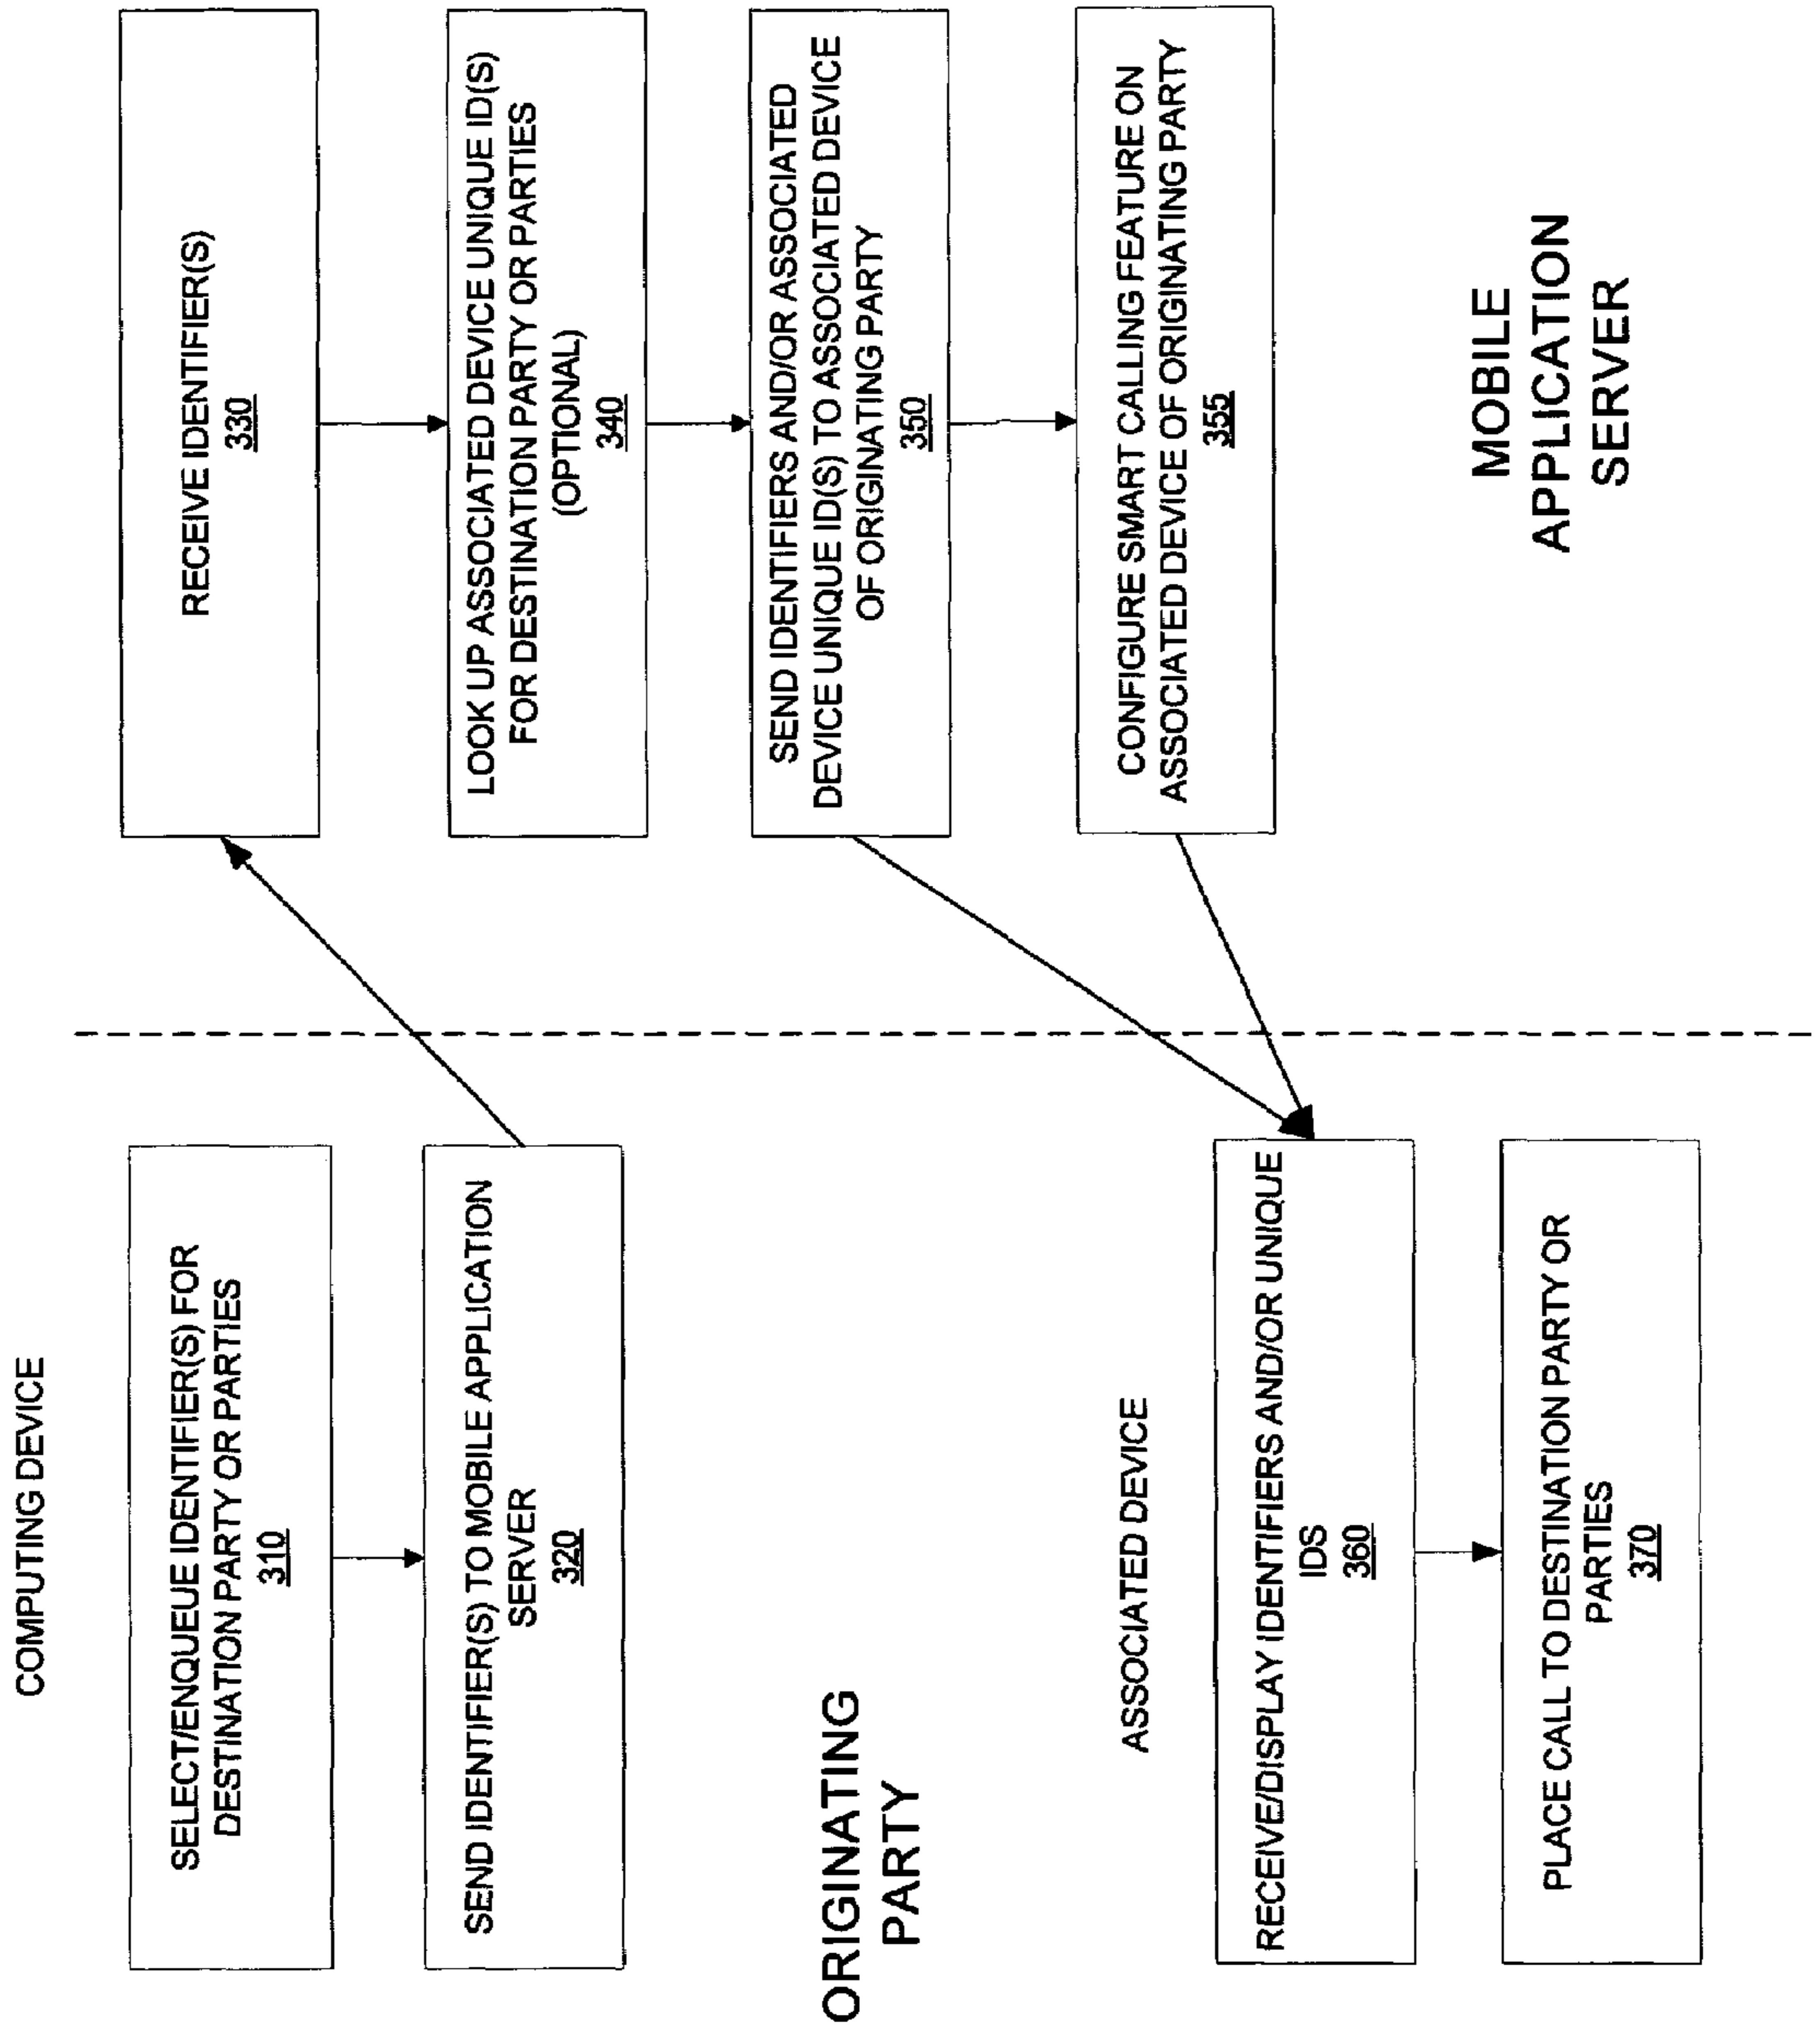 COMPUTING DEVICE
SELECT/ENQUEUE IDENTIFIER(S) FOR
DESTINATION PARTY OR PARTIES
310
SEND IDENTIFIER(S) TO MOBILE APPLICATION
SERVER
320
ORIGINATING
PARTY
ASSOCIATED DEVICE
RECEIVE/DISPLAY IDENTIFIERS AND/OR UNIQUE
IDS
360
PLACE CALL TO DESTINATION PARTY OR
PARTIES
370
RECEIVE IDENTIFIER(S)
330
LOOK UP ASSOCIATED DEVICE UNIQUE ID(S)
FOR DESTINATION PARTY OR PARTIES
(OPTIONAL)
340
SEND IDENTIFIERS AND/OR ASSOCIATED
DEVICE UNIQUE ID(S) TO ASSOCIATED DEVICE
OF ORIGINATING PARTY
350
CONFIGURE SMART CALLING FEATURE ON
ASSOCIATED DEVICE OF ORIGINATING PARTY
355
MOBILE
APPLICATION
SERVER